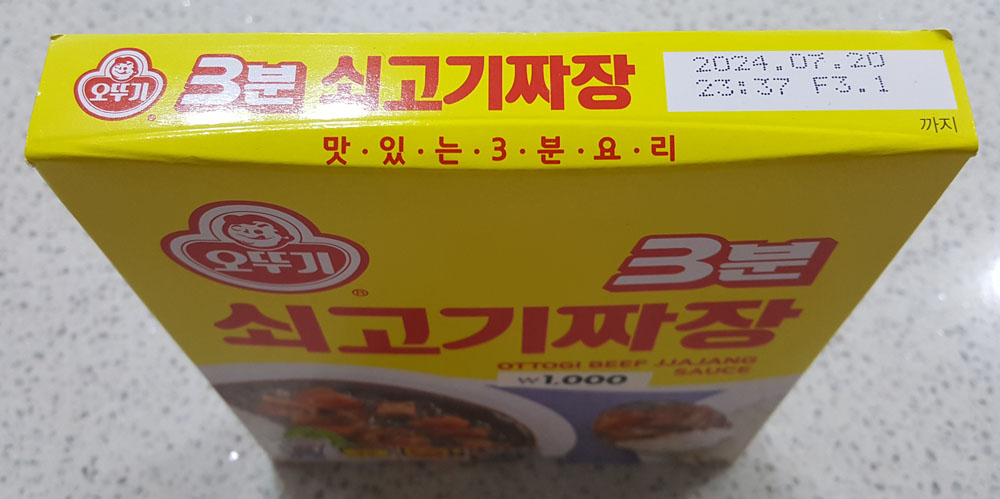 오뚜기
®
3분 쇠고기짜장
2024.07.20
23:37 F3.1
까지
맛·있·는·3·분·요·리
오뚜기
®
3분
쇠고기짜장
OTTOGI BEEF JJAJANG
SAUCE
₩1,000